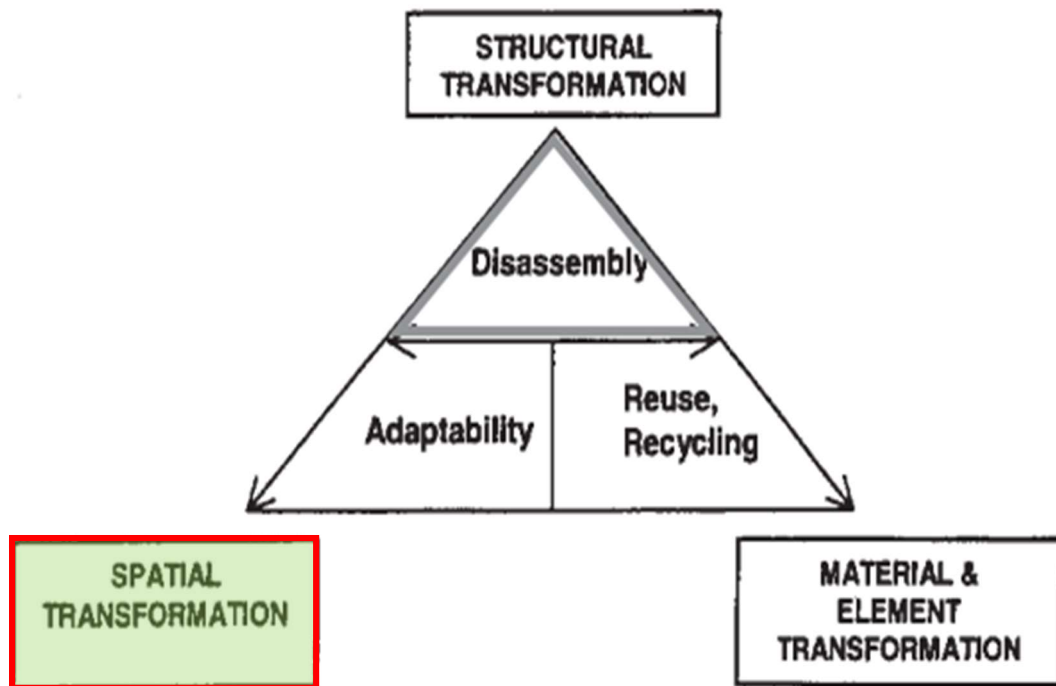 STRUCTURAL
TRANSFORMATION
Disassembly
Adaptability
Reuse,
Recycling
SPATIAL
TRANSFORMATION
MATERIAL &
ELEMENT
TRANSFORMATION